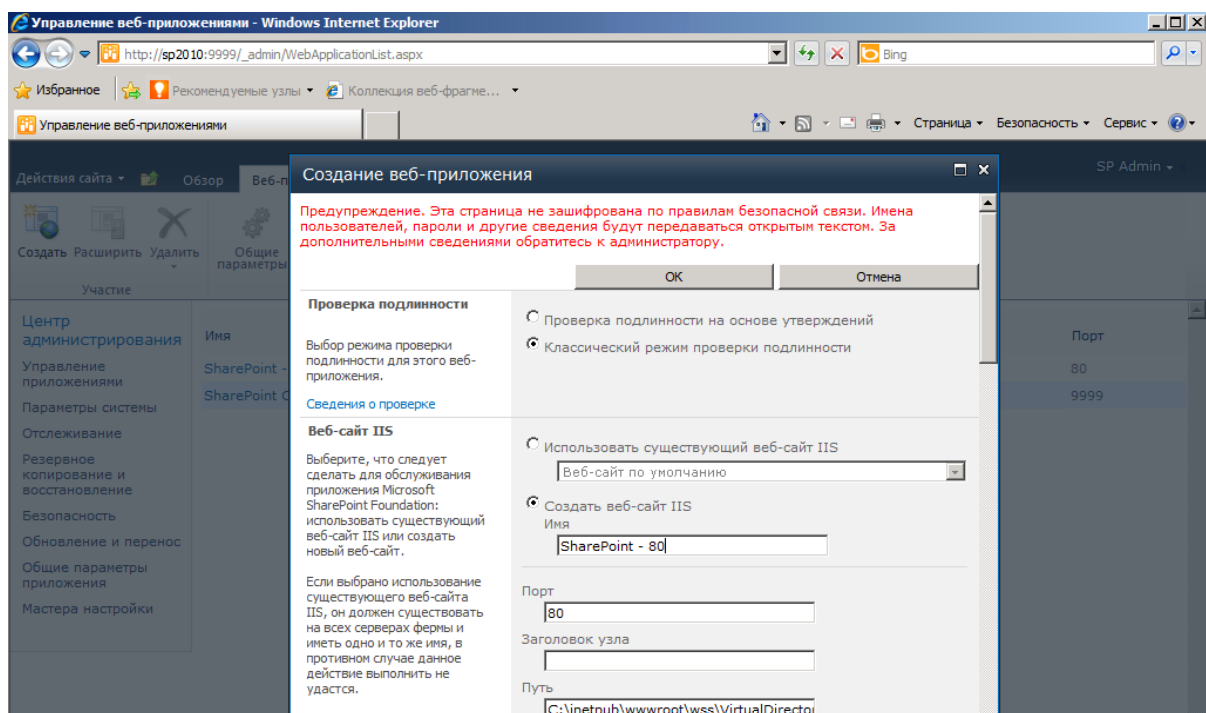 Управление веб-приложениями - Windows Internet Explorer
http://sp2010:9999/_admin/WebApplicationList.aspx
Bing
Избранное
Рекомендуемые узлы
Коллекция веб-фрагме...
Управление веб-приложениями
Страница
Безопасность
Сервис
Действия сайта
Обзор
Веб-п
SP Admin
Создание веб-приложения
Предупреждение. Эта страница не зашифрована по правилам безопасной связи. Имена
пользователей, пароли и другие сведения будут передаваться открытым текстом. За
дополнительными сведениями обратитесь к администратору.
Создать
Расширить
Удалить
Общие
параметры
Участие
ОК
Отмена
Центр
администрирования
Управление
приложениями
Параметры системы
Отслеживание
Резервное
копирование и
восстановление
Безопасность
Обновление и перенос
Общие параметры
приложения
Мастера настройки
Имя
SharePoint -
SharePoint C
Порт
80
9999
Проверка подлинности
Выбор режима проверки
подлинности для этого веб-
приложения.
Сведения о проверке
Проверка подлинности на основе утверждений
Классический режим проверки подлинности
Веб-сайт IIS
Выберите, что следует
сделать для обслуживания
приложения Microsoft
SharePoint Foundation:
использовать существующий
веб-сайт IIS или создать
новый веб-сайт.
Если выбрано использование
существующего веб-сайта
IIS, он должен существовать
на всех серверах фермы и
иметь одно и то же имя, в
противном случае данное
действие выполнить не
удастся.
Использовать существующий веб-сайт IIS
Веб-сайт по умолчанию
Создать веб-сайт IIS
Имя
SharePoint - 80
Порт
80
Заголовок узла
Путь
C:\inetpub\wwwroot\wss\VirtualDirecto